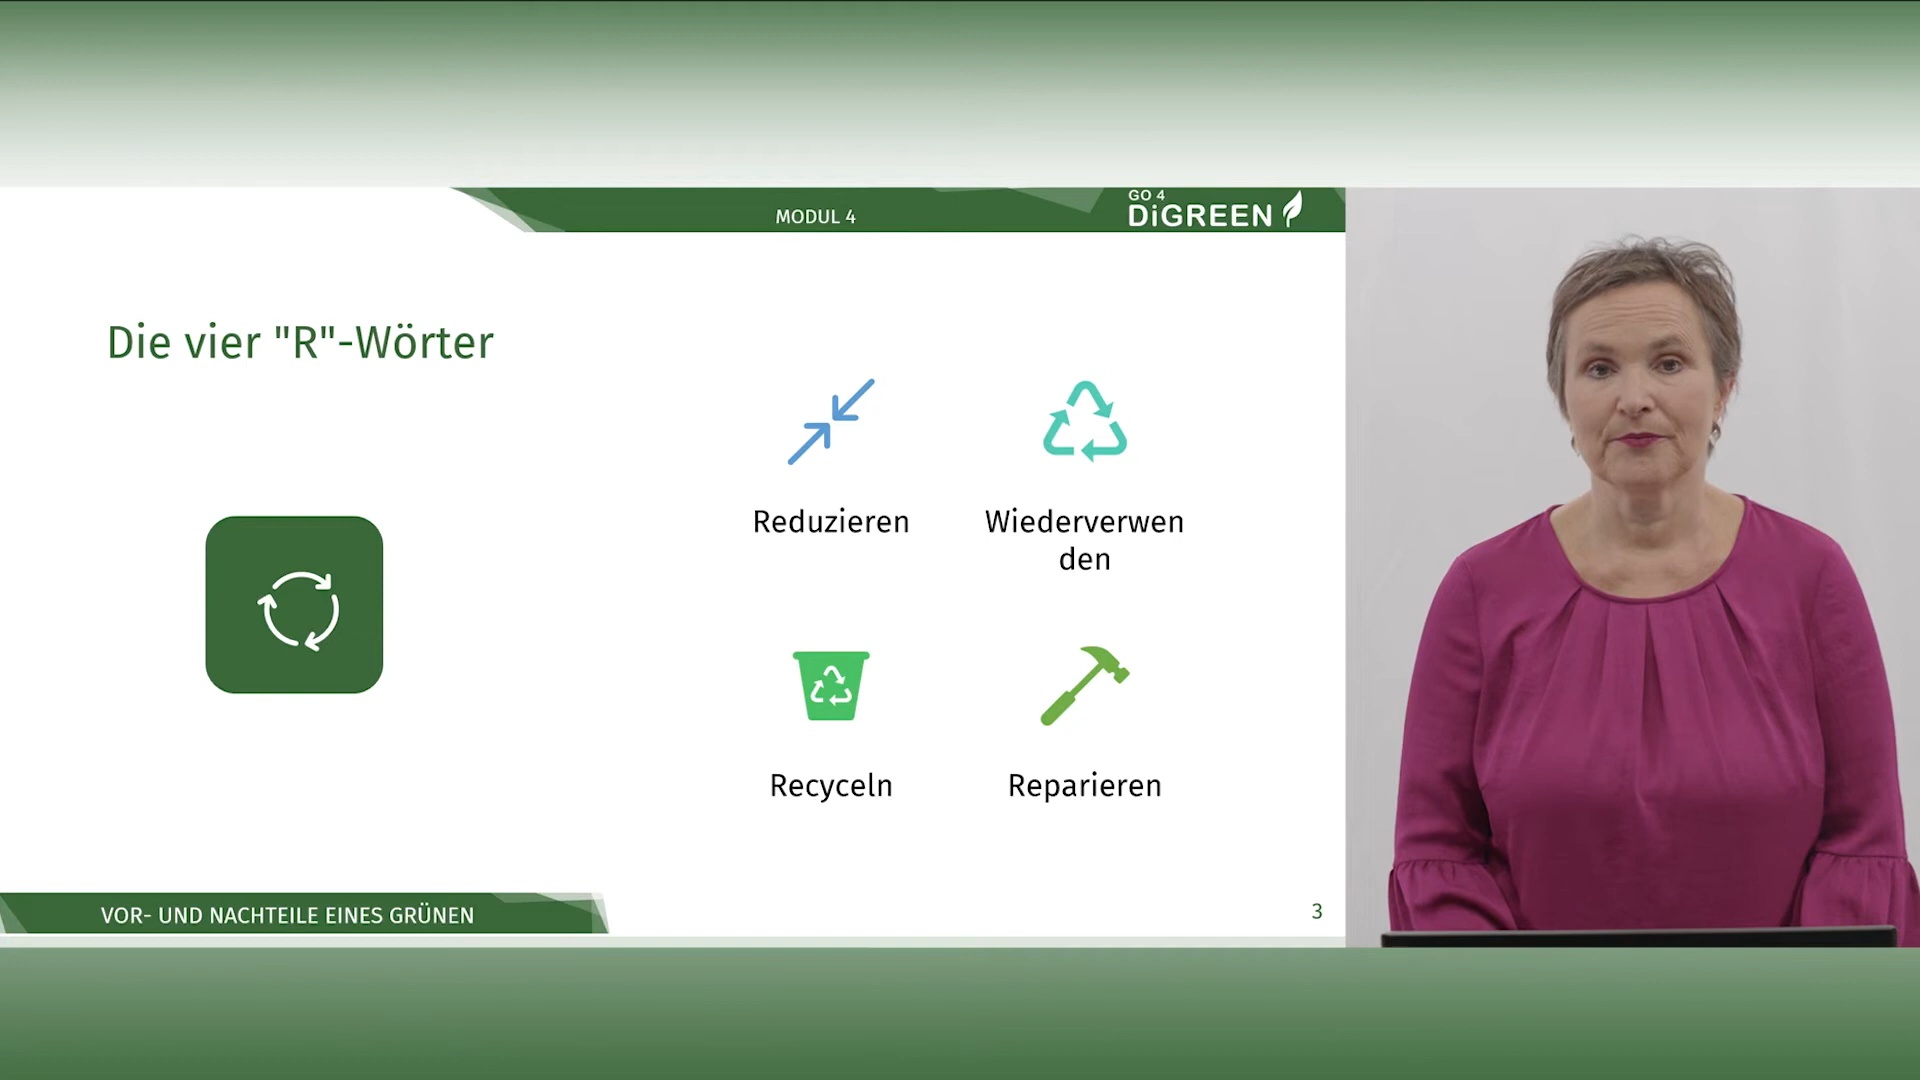 MODUL 4
GO 4
DiGREEN
Die vier "R"-Wörter
Reduzieren
Wiederverwen
den
Recyceln
Reparieren
VOR- UND NACHTEILE EINES GRÜNEN
3